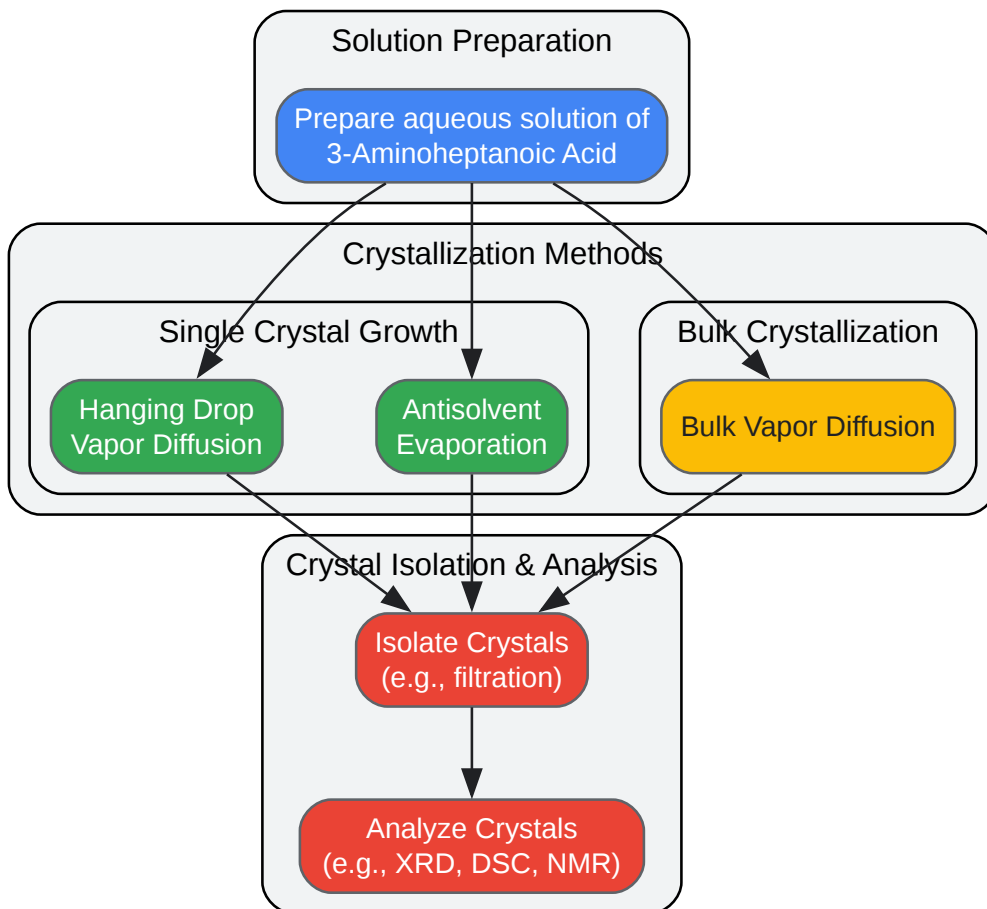 Solution Preparation
Prepare aqueous solution of
3-Aminoheptanoic Acid
Crystallization Methods
Single Crystal Growth
Bulk Crystallization
Hanging Drop
Vapor Diffusion
Antisolvent
Evaporation
Bulk Vapor Diffusion
Crystal Isolation & Analysis
Isolate Crystals
(e.g., filtration)
Analyze Crystals
(e.g., XRD, DSC, NMR)